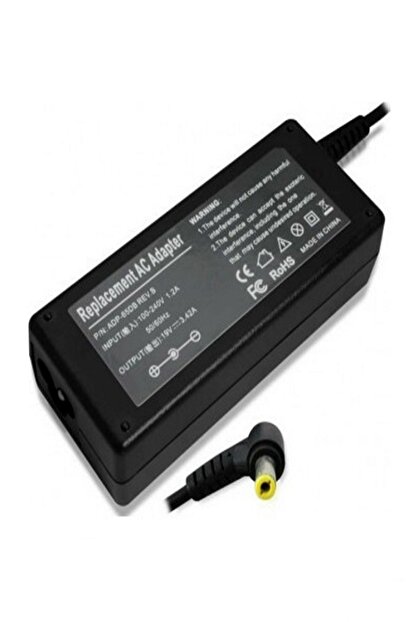 Replacement AC Adapter
P/N: ADP-65DB REV.B
INPUT(输入):100-240V 1.2A
50/60HZ
OUTPUT(输出):19V 3.42A
WARNING:
1.The device will not cause any harmful
interference.
2.The device can accept the esoteric
interference, including the one
that may cause undesired operation.
FC CE RoHS
MADE IN CHINA